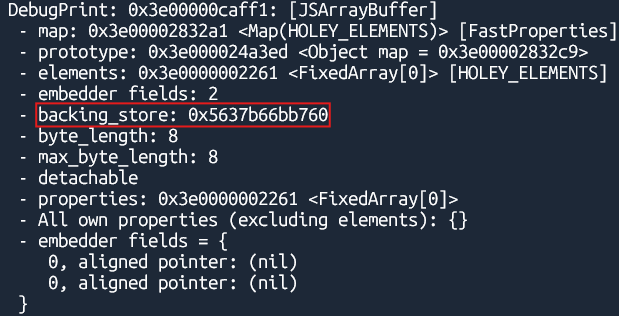 DebugPrint: 0x3e00000caff1: [JSArrayBuffer]
- map: 0x3e00002832a1 <Map(HOLEY_ELEMENTS)> [FastProperties]
- prototype: 0x3e000024a3ed <Object map = 0x3e00002832c9>
- elements: 0x3e0000002261 <FixedArray[0]> [HOLEY_ELEMENTS]
- embedder fields: 2
- backing_store: 0x5637b66bb760
- byte_length: 8
- max_byte_length: 8
- detachable
- properties: 0x3e0000002261 <FixedArray[0]>
- All own properties (excluding elements): {}
- embedder fields = {
0, aligned pointer: (nil)
0, aligned pointer: (nil)
}